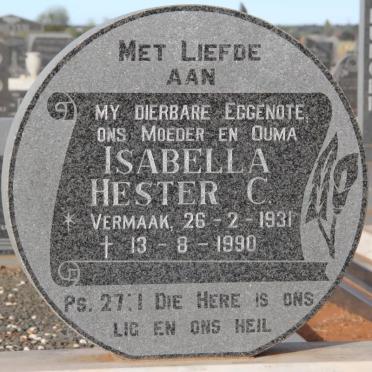 MET LIEFDE
AAN
MY DIERBARE EGGENOTE,
ONS MOEDER EN OUMA
ISABELLA
HESTER C.
* VERMAAK, 26-2-1931
† 13-8-1990
PS. 27:1 DIE HERE IS ONS
LIG EN ONS HEIL